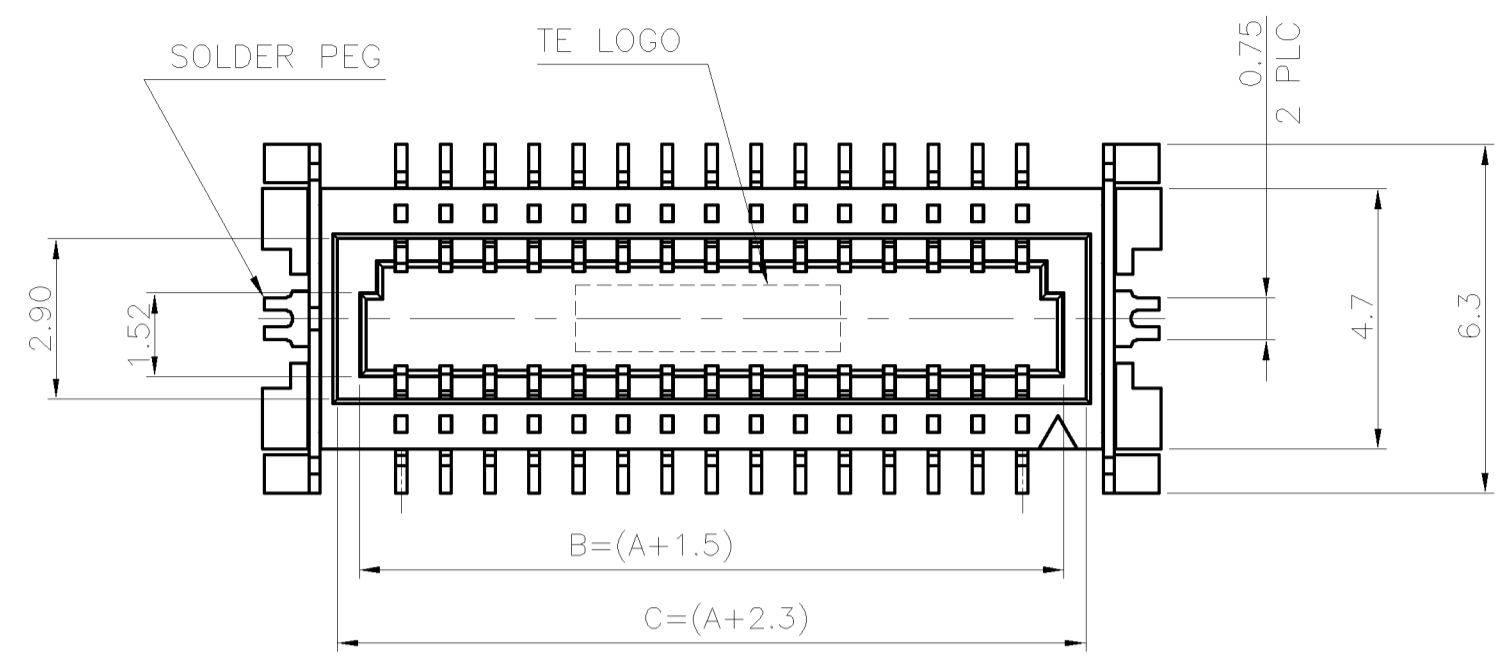 SOLDER PEG
TE LOGO
0.75
2 PLC
2.90
1.52
4.7
6.3
B=(A+1.5)
C=(A+2.3)